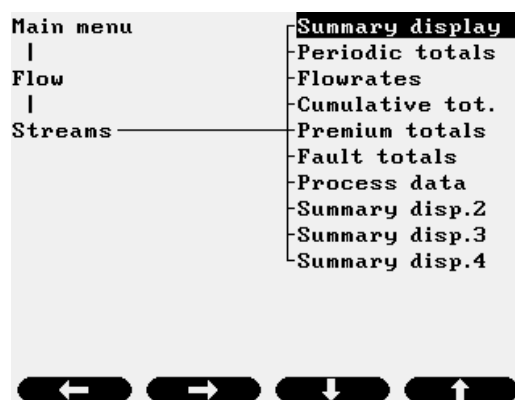 Main menu
Flow
Streams
Summary display
Periodic totals
Flowrates
Cumulative tot.
Premium totals
Fault totals
Process data
Summary disp.2
Summary disp.3
Summary disp.4